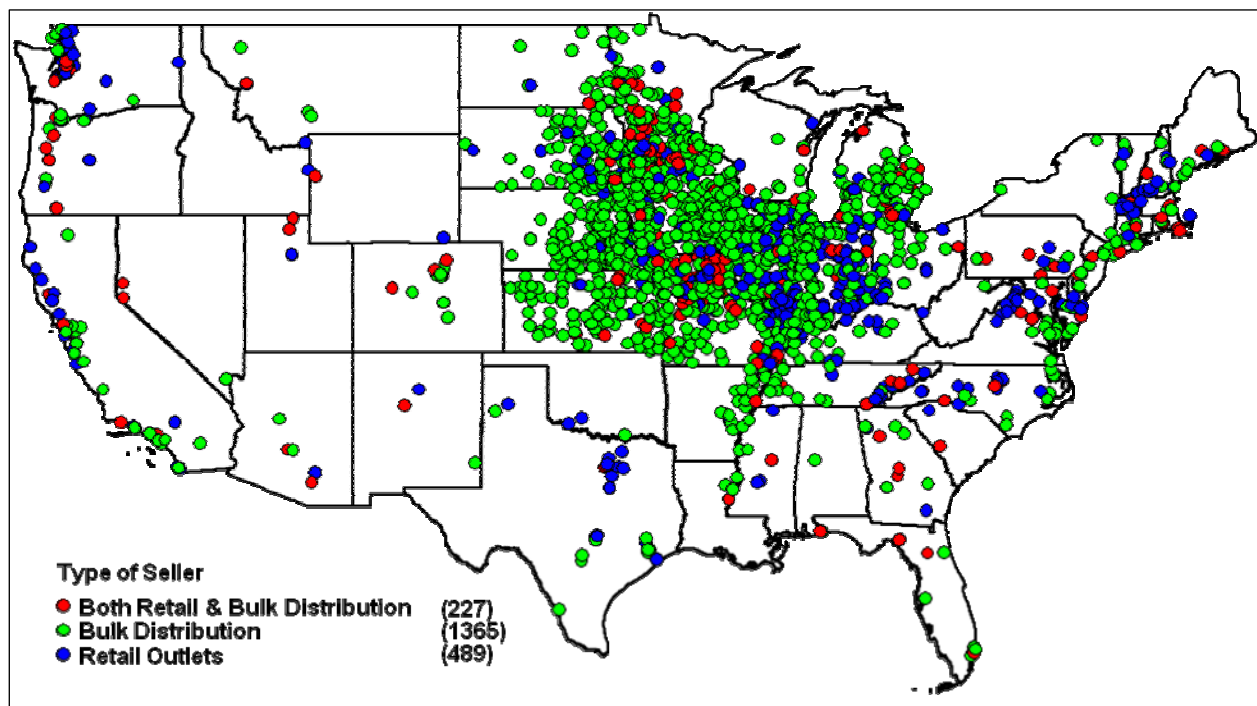 Type of Seller
Both Retail & Bulk Distribution (227)
Bulk Distribution (1365)
Retail Outlets (489)